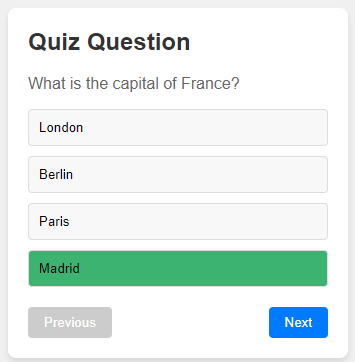 Quiz Question
What is the capital of France?
London
Berlin
Paris
Madrid
Previous
Next